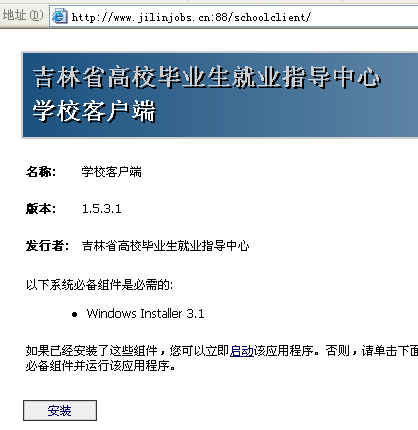 地址(D) http://www.jilinjobs.cn:88/schoolclient/
吉林省高校毕业生就业指导中心
学校客户端
名称: 学校客户端
版本: 1.5.3.1
发行者: 吉林省高校毕业生就业指导中心
以下系统必备组件是必需的:
• Windows Installer 3.1
如果已经安装了这些组件，您可以立即启动该应用程序。否则，请单击下面
必备组件并运行该应用程序。
安装